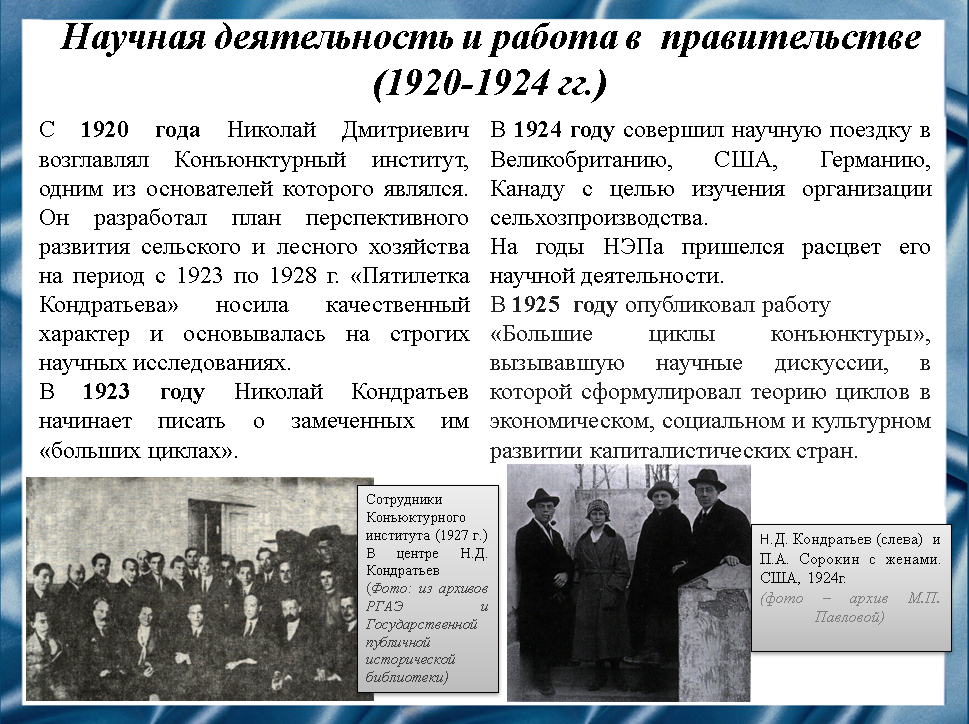 Научная деятельность и работа в правительстве
(1920-1924 гг.)
С 1920 года Николай Дмитриевич
возглавлял Конъюнктурный институт,
одним из основателей которого являлся.
Он разработал план перспективного
развития сельского и лесного хозяйства
на период с 1923 по 1928 г. «Пятилетка
Кондратьева» носила качественный
характер и основывалась на строгих
научных исследованиях.
В 1923 году Николай Кондратьев
начинает писать о замеченных им
«больших циклах».
В 1924 году совершил научную поездку в
Великобританию, США, Германию,
Канаду с целью изучения организации
сельхозпроизводства.
На годы НЭПа пришелся расцвет его
научной деятельности.
В 1925 году опубликовал работу
«Большие циклы конъюнктуры»,
вызывавшую научные дискуссии, в
которой сформулировал теорию циклов в
экономическом, социальном и культурном
развитии капиталистических стран.
Сотрудники
Конъюктурного
института (1927 г.)
В центре Н.Д.
Кондратьев
(Фото: из архивов
РГАЭ и
Государственной
публичной
исторической
библиотеки)
Н.Д. Кондратьев (слева) и
П.А. Сорокин с женами.
США, 1924г.
(фото – архив М.П.
Павловой)